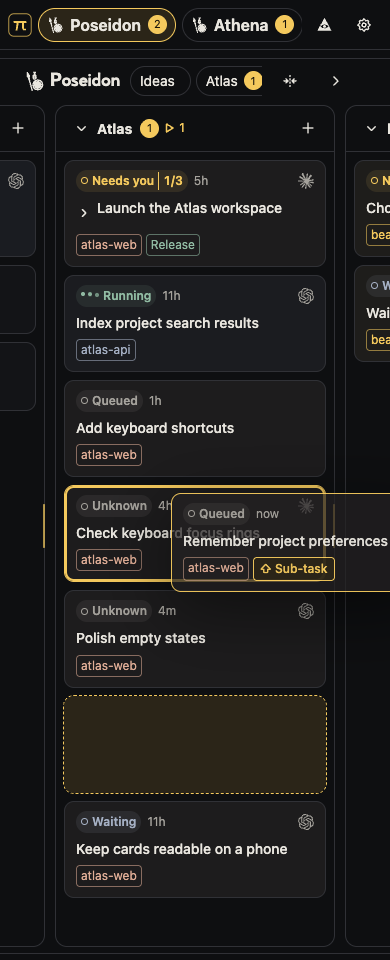 π Poseidon 2 Athena 1
Poseidon Ideas Atlas 1
Atlas 1 1
Needs you 1/3 5h
Launch the Atlas workspace
atlas-web Release
Running 11h
Index project search results
atlas-api
Queued 1h
Add keyboard shortcuts
atlas-web
Unknown 4h
Check keyboard focus rings
atlas-web
Queued now
Remember project preferences
atlas-web Sub-task
Unknown 4m
Polish empty states
atlas-web
Waiting 11h
Keep cards readable on a phone
atlas-web